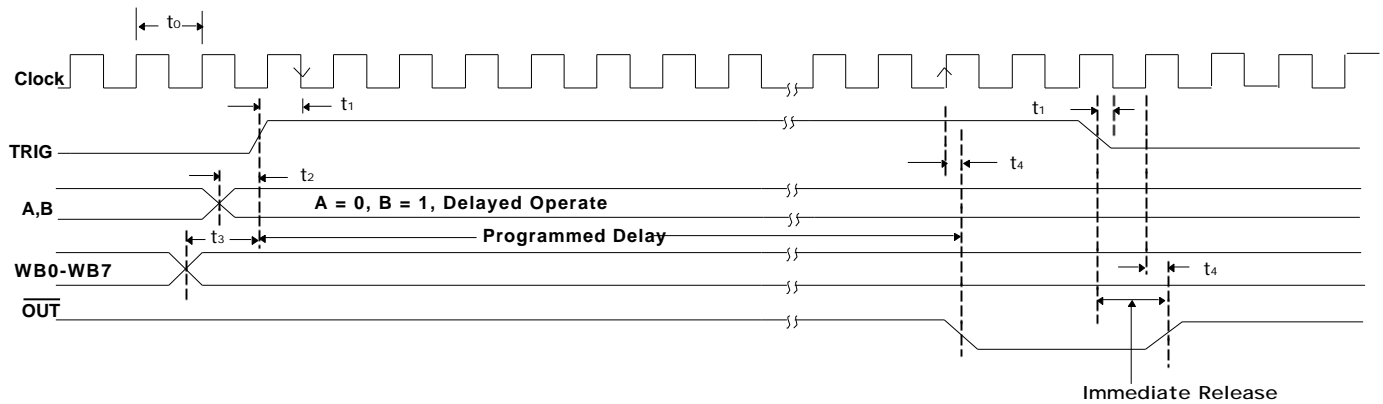 t0
Clock
t1
t1
TRIG
t4
t2
A,B
A = 0, B = 1, Delayed Operate
t3
Programmed Delay
WB0-WB7
t4
OUT
Immediate Release